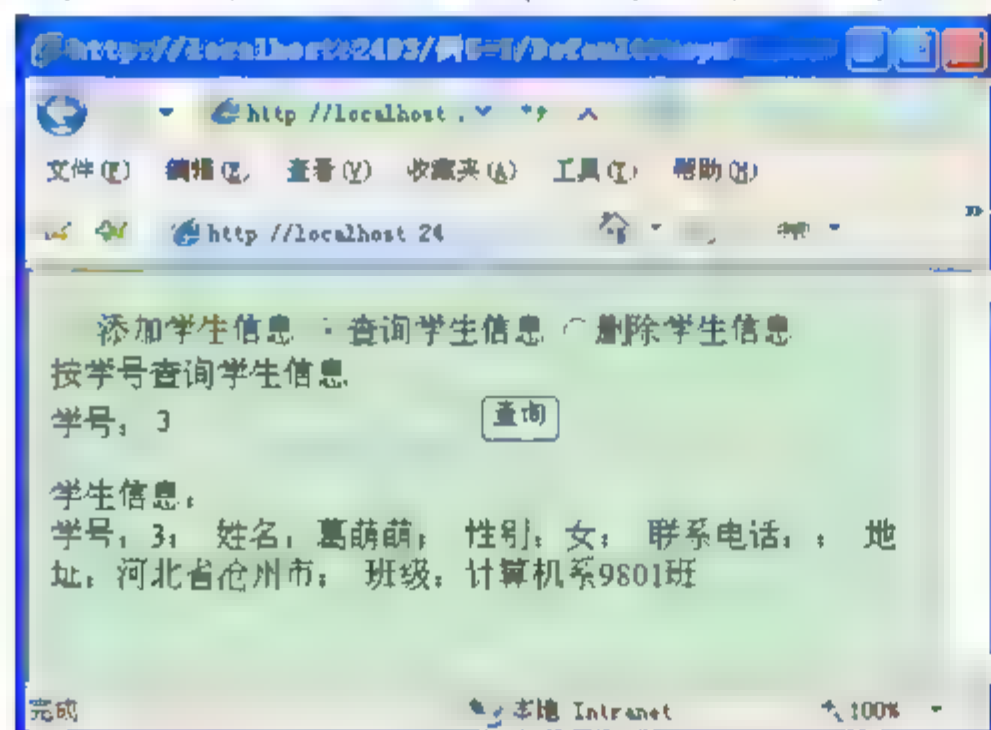 http://localhost:2493/
http //localhost
文件(F) 编辑(E) 查看(V) 收藏夹(A) 工具(T) 帮助(H)
http //localhost 24
添加学生信息 查询学生信息 删除学生信息
按学号查询学生信息
学号: 3 查询
学生信息:
学号: 3; 姓名: 葛萌萌; 性别: 女; 联系电话: ; 地
址: 河北省沧州市; 班级: 计算机系9801班
完成 本地 Intranet 100%